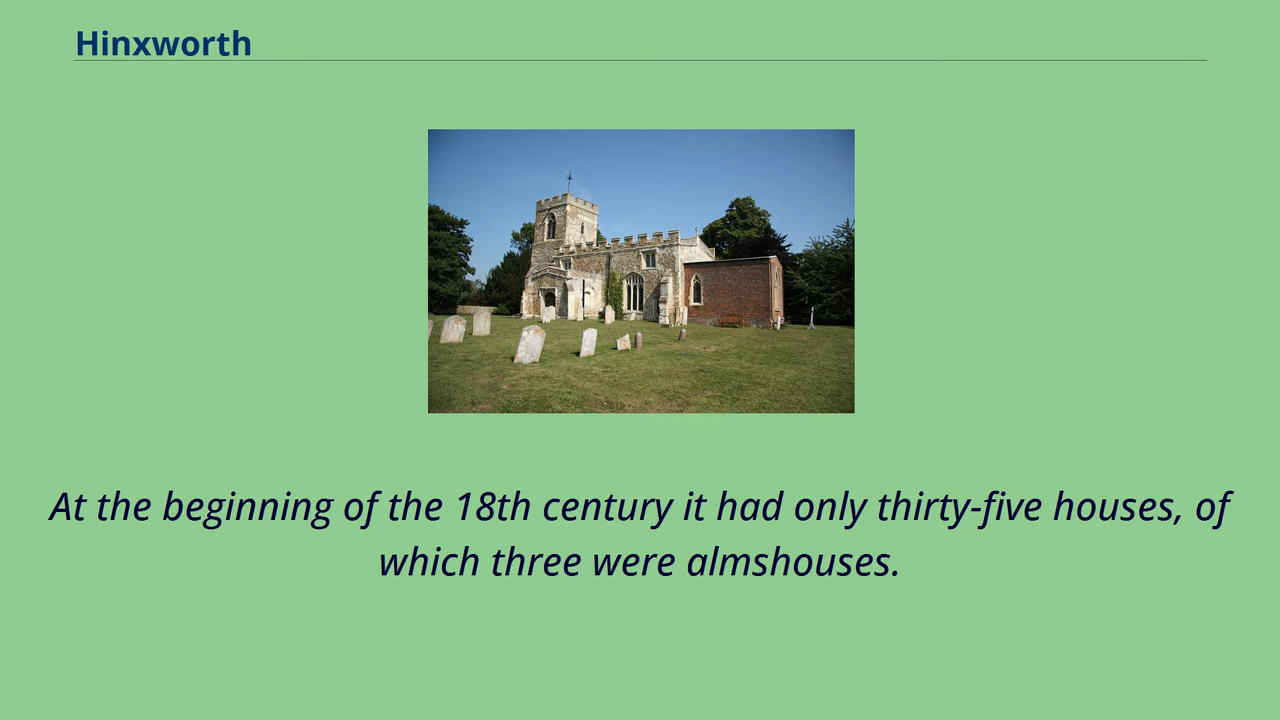 Hinxworth
At the beginning of the 18th century it had only thirty-five houses, of
which three were almshouses.